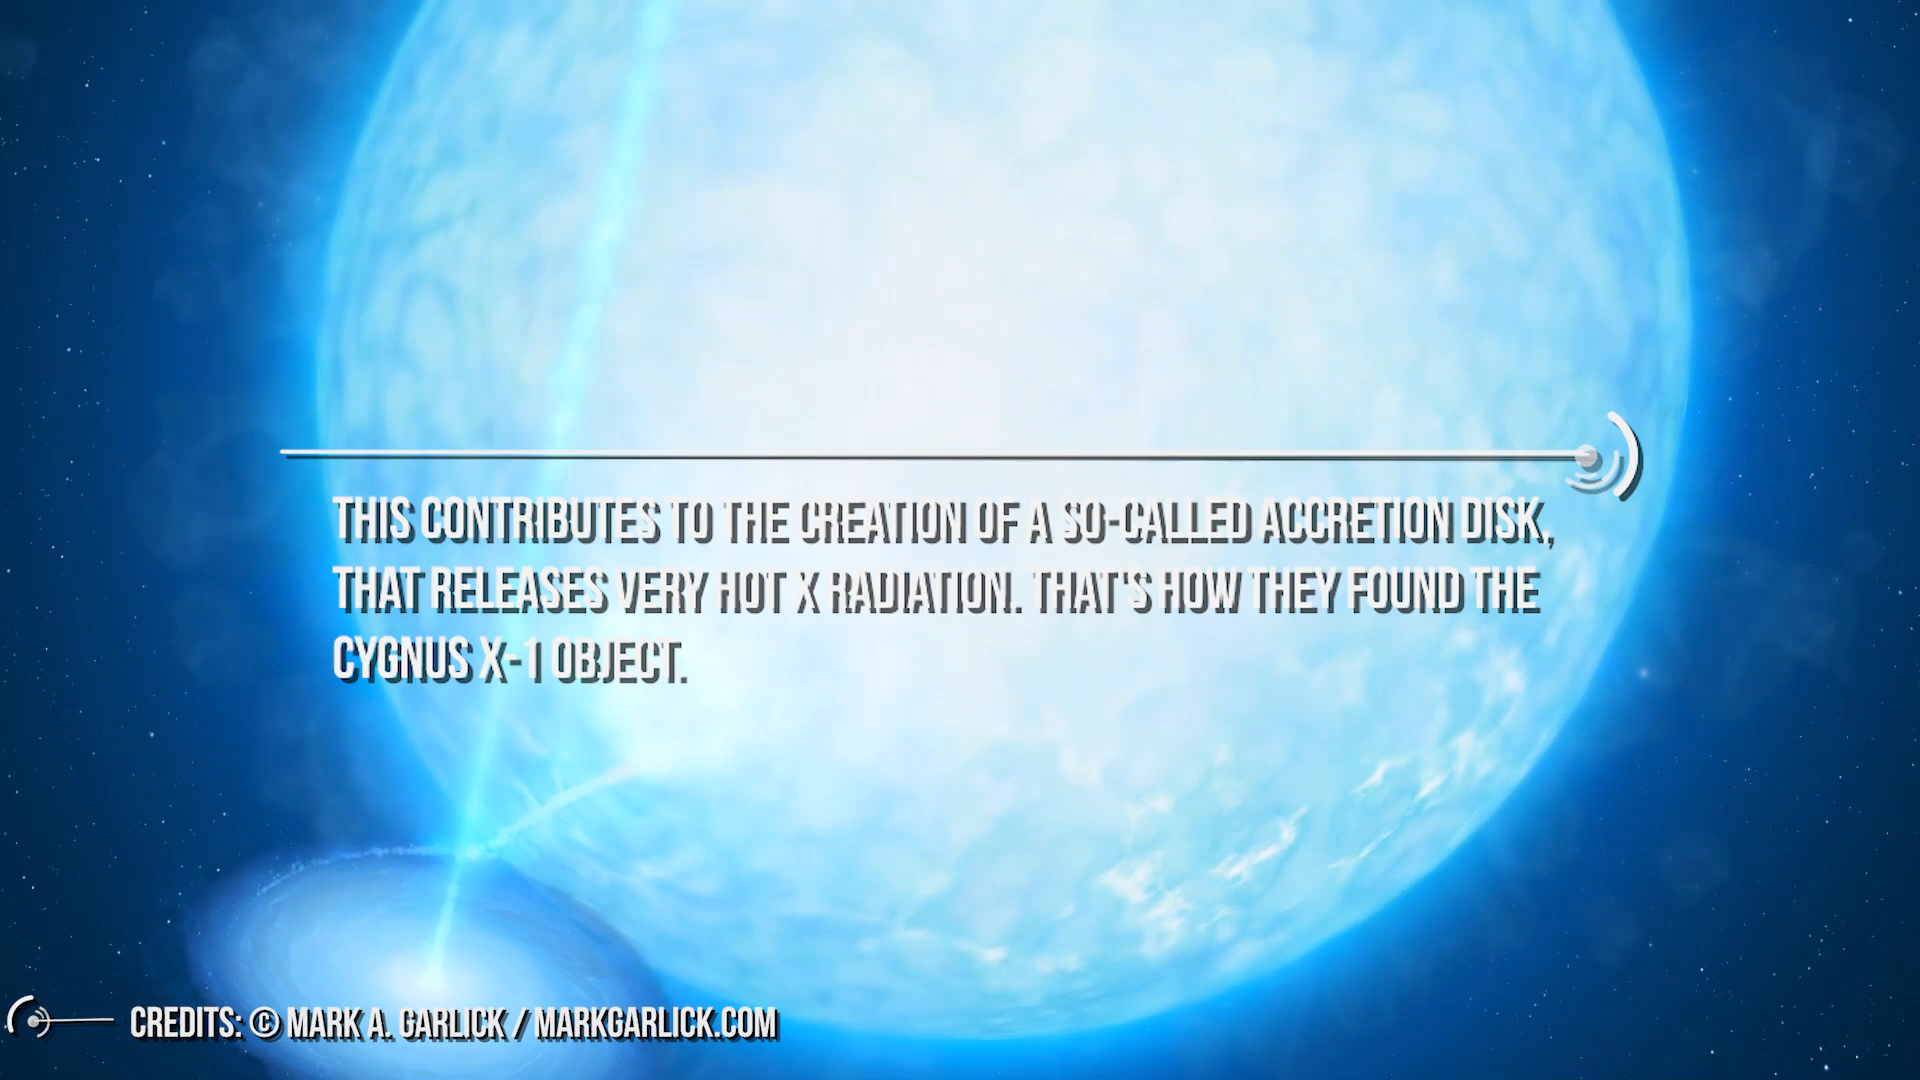 THIS CONTRIBUTES TO THE CREATION OF A SO-CALLED ACCRETION DISK,
THAT RELEASES VERY HOT X RADIATION. THAT'S HOW THEY FOUND THE
CYGNUS X-1 OBJECT.
CREDITS: © MARK A. GARLICK / MARKGARLICK.COM